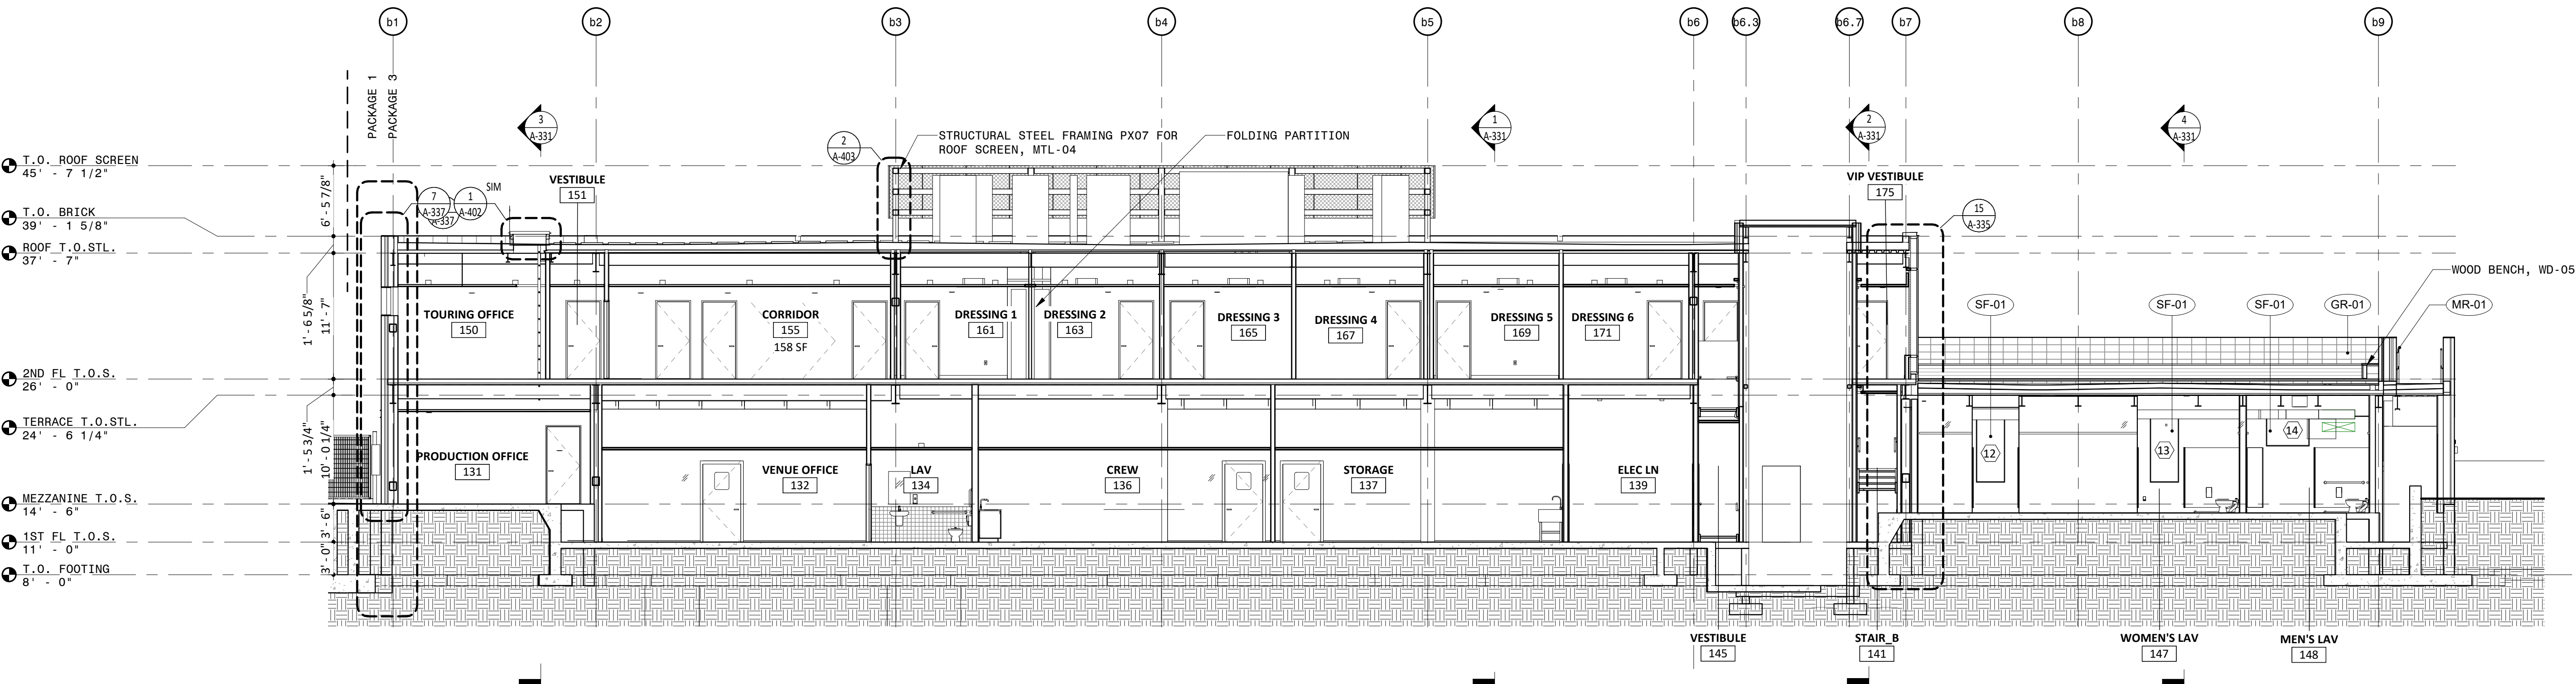 b1
b2
b3
b4
b5
b6
b6.3
b6.7
b7
b8
b9
PACKAGE 1
PACKAGE 3
3
A-331
1
A-331
2
A-331
4
A-331
2
A-403
STRUCTURAL STEEL FRAMING PX07 FOR
ROOF SCREEN, MTL-04
FOLDING PARTITION
T.O. ROOF SCREEN
45' - 7 1/2"
T.O. BRICK
39' - 1 5/8"
ROOF T.O.STL.
37' - 7"
2ND FL T.O.S.
26' - 0"
TERRACE T.O.STL.
24' - 6 1/4"
MEZZANINE T.O.S.
14' - 6"
1ST FL T.O.S.
11' - 0"
T.O. FOOTING
8' - 0"
6' - 5 7/8"
1' - 6 5/8"
11' - 7"
1' - 5 3/4"
10' - 0 1/4"
3' - 6"
3' - 0"
7
A-337
A-337
1
A-402
SIM
VESTIBULE
151
VIP VESTIBULE
175
15
A-335
WOOD BENCH, WD-05
SF-01
SF-01
SF-01
GR-01
MR-01
TOURING OFFICE
150
CORRIDOR
155
158 SF
DRESSING 1
161
DRESSING 2
163
DRESSING 3
165
DRESSING 4
167
DRESSING 5
169
DRESSING 6
171
PRODUCTION OFFICE
131
VENUE OFFICE
132
LAV
134
CREW
136
STORAGE
137
ELEC LN
139
12
13
14
VESTIBULE
145
STAIR_B
141
WOMEN'S LAV
147
MEN'S LAV
148